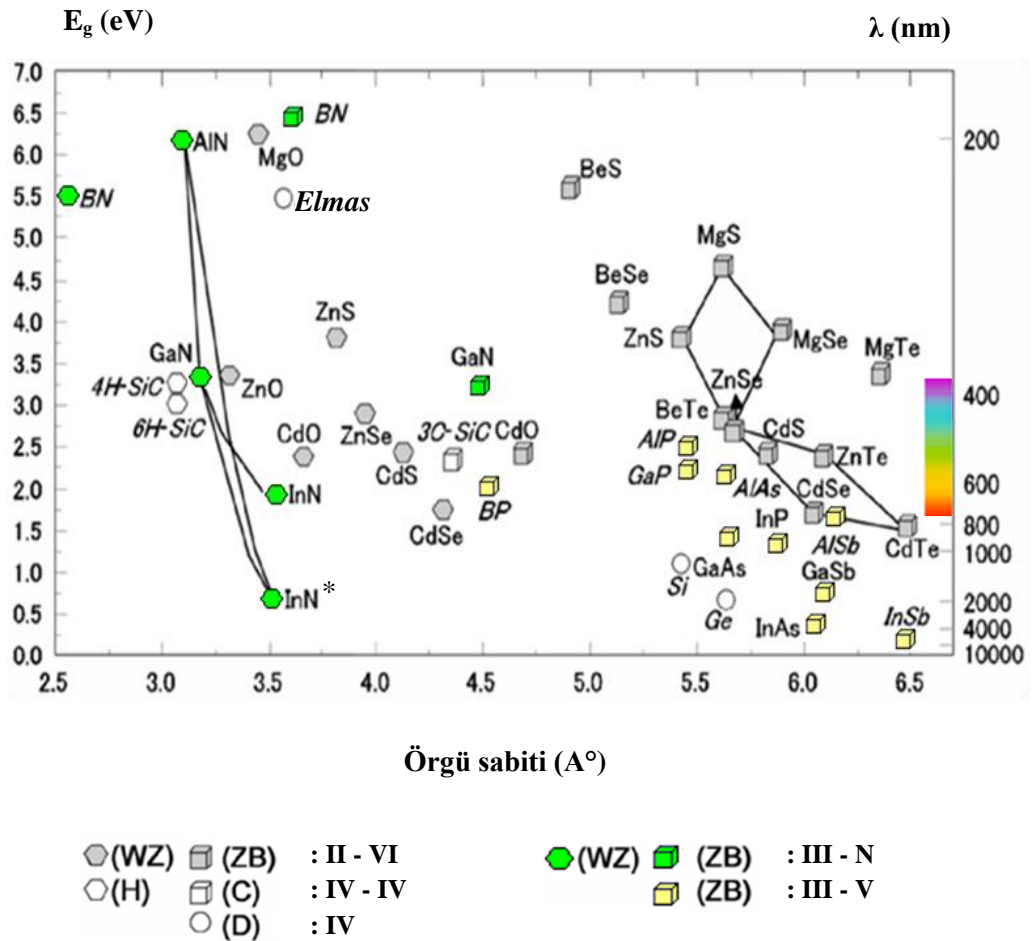 E_g (eV)
λ (nm)
7.0
6.5 BN
AlN MgO 200
6.0
BeS
5.5 BN Elmas
5.0 MgS
4.5 BeSe
4.0 ZnS ZnS MgSe
3.5 GaN GaN ZnSe MgTe
4H-SiC ZnO 400
3.0 6H-SiC BeTe CdS
2.5 CdO ZnSe CdS 3C-SiC CdO AlP ZnTe
GaP AlAs CdSe 600
2.0 InN BP
1.5 CdSe InP 800
GaAs AlSb CdTe 1000
1.0 Si GaSb
InN * 2000
0.5 Ge InAs InSb 4000
0.0 10000
2.5 3.0 3.5 4.0 4.5 5.0 5.5 6.0 6.5
Örgü sabiti (A°)
(WZ) (ZB) : II - VI (WZ) (ZB) : III - N
(H) (C) : IV - IV (ZB) : III - V
(D) : IV